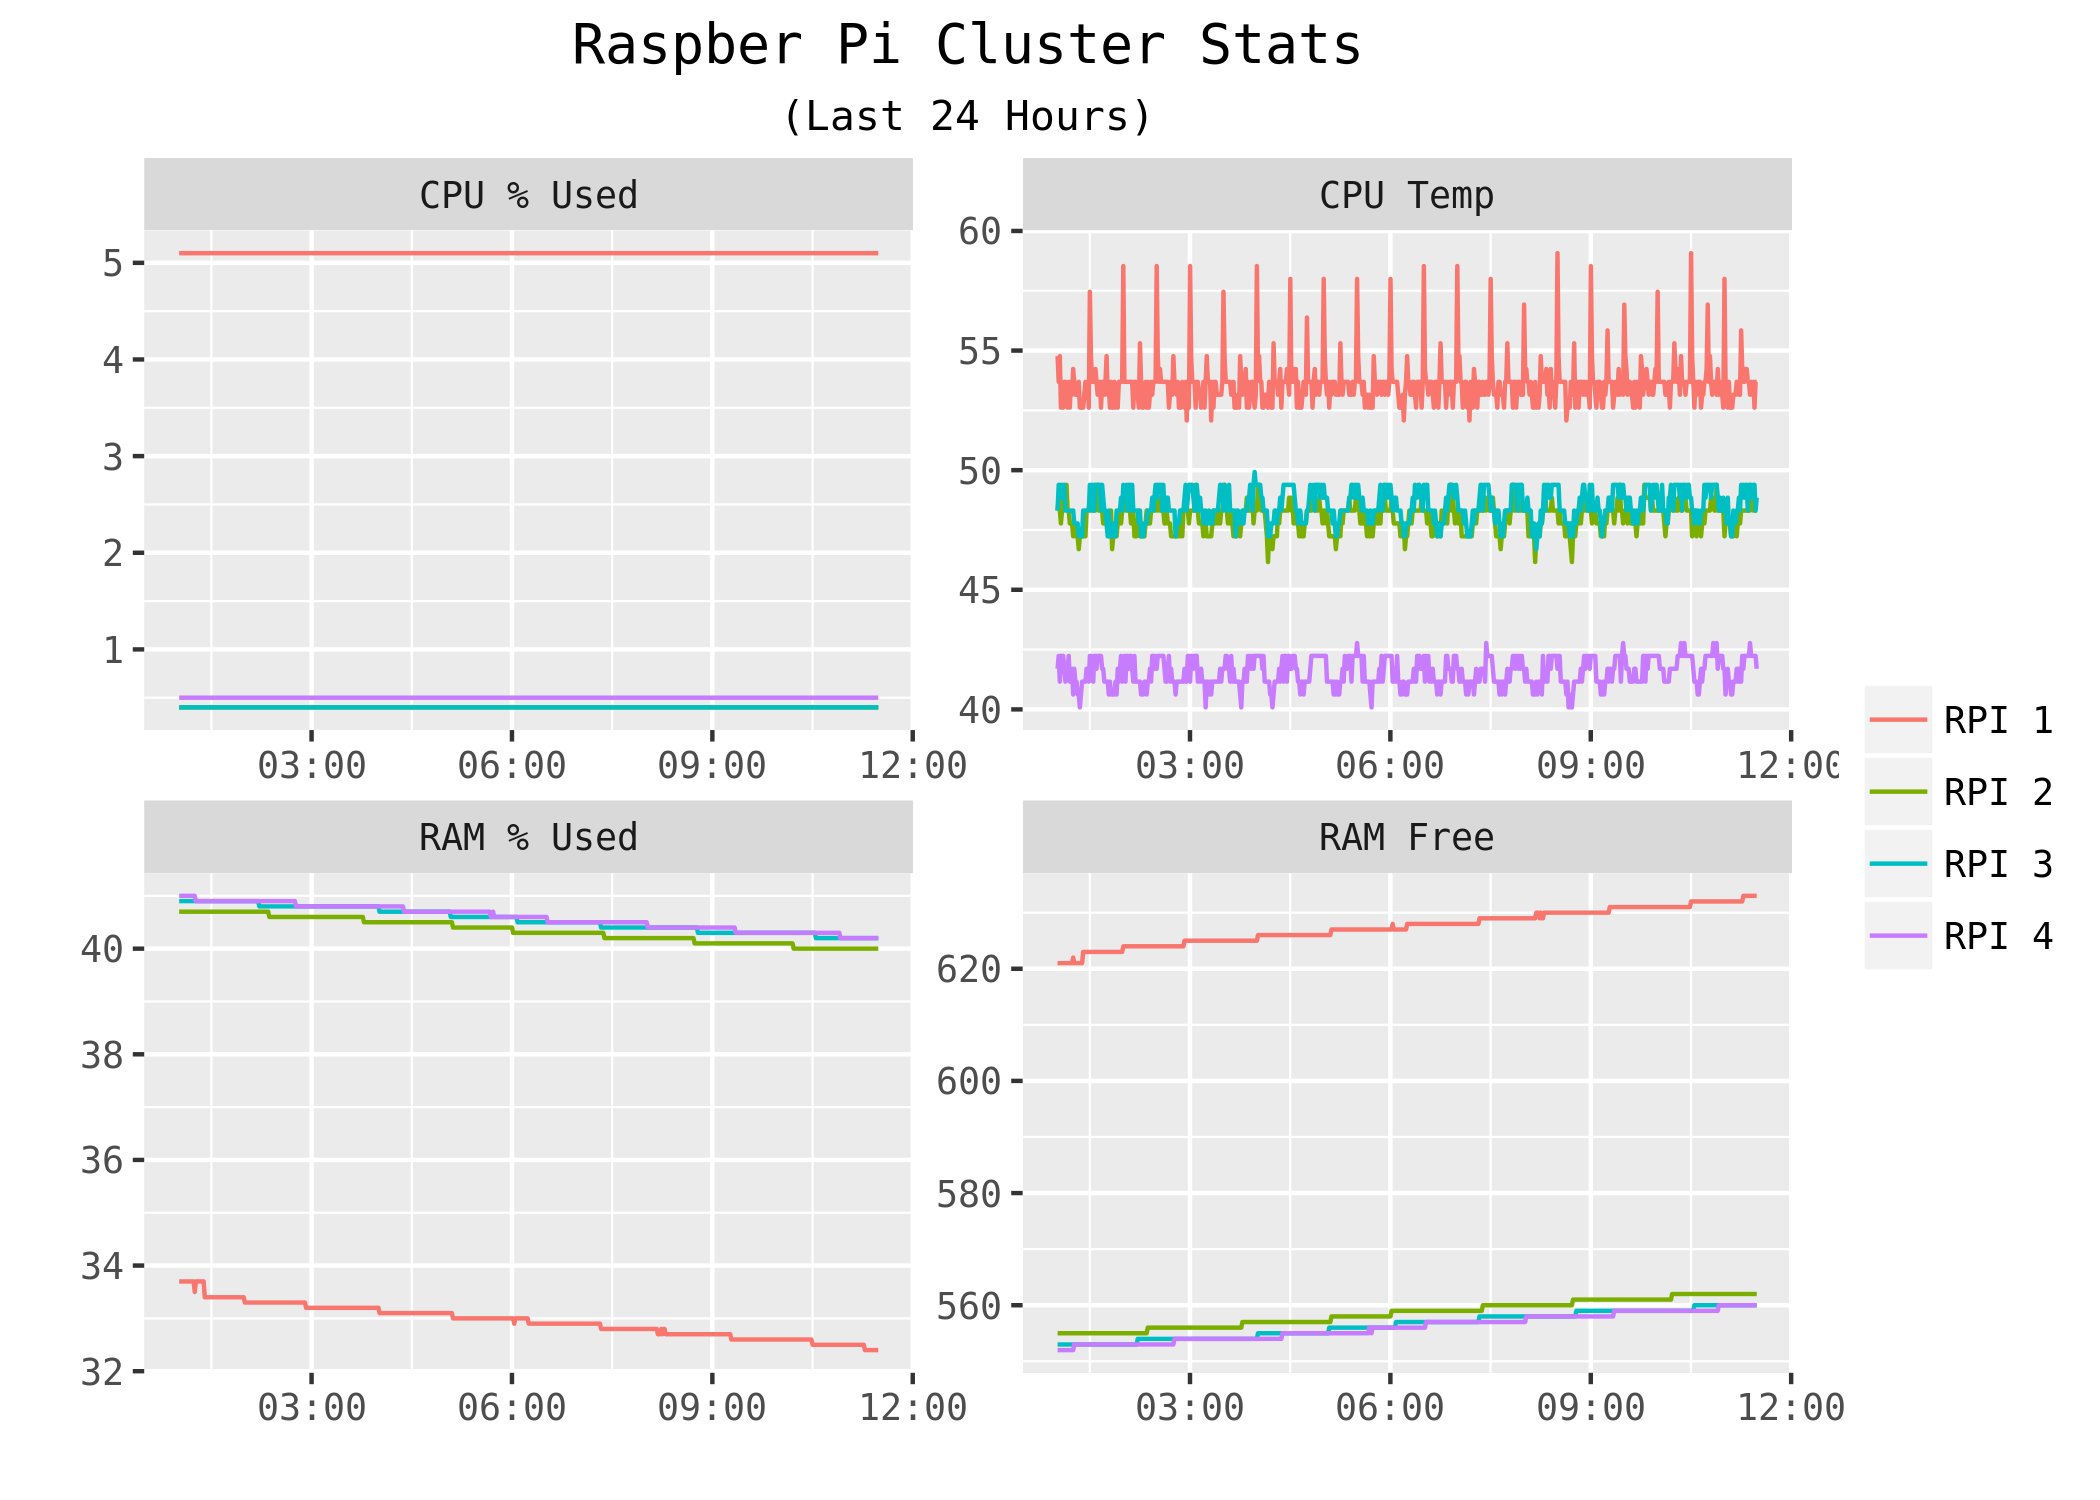 Raspber Pi Cluster Stats
(Last 24 Hours)
CPU % Used
5
4
3
2
1
03:00 06:00 09:00 12:00
CPU Temp
60
55
50
45
40
03:00 06:00 09:00 12:00
RAM % Used
40
38
36
34
32
03:00 06:00 09:00 12:00
RAM Free
620
600
580
560
03:00 06:00 09:00 12:00
RPI 1
RPI 2
RPI 3
RPI 4